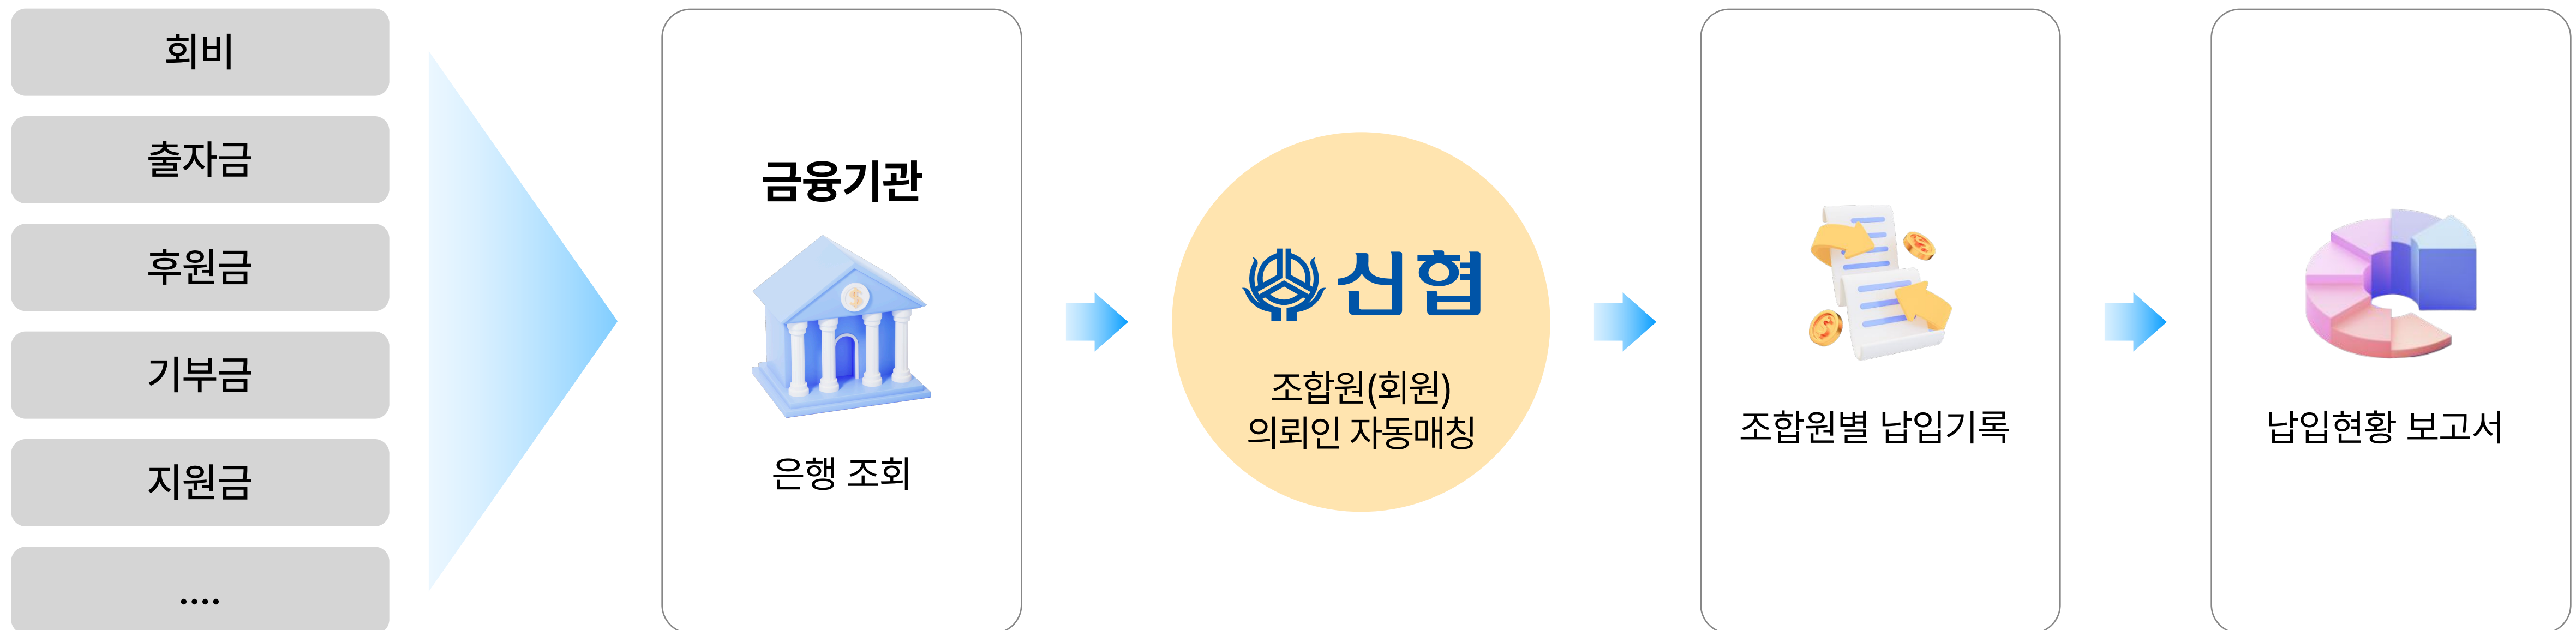 회비
출자금
후원금
기부금
지원금
....
금융기관
은행 조회
신협
조합원(회원)
의뢰인 자동매칭
조합원별 납입기록
납입현황 보고서